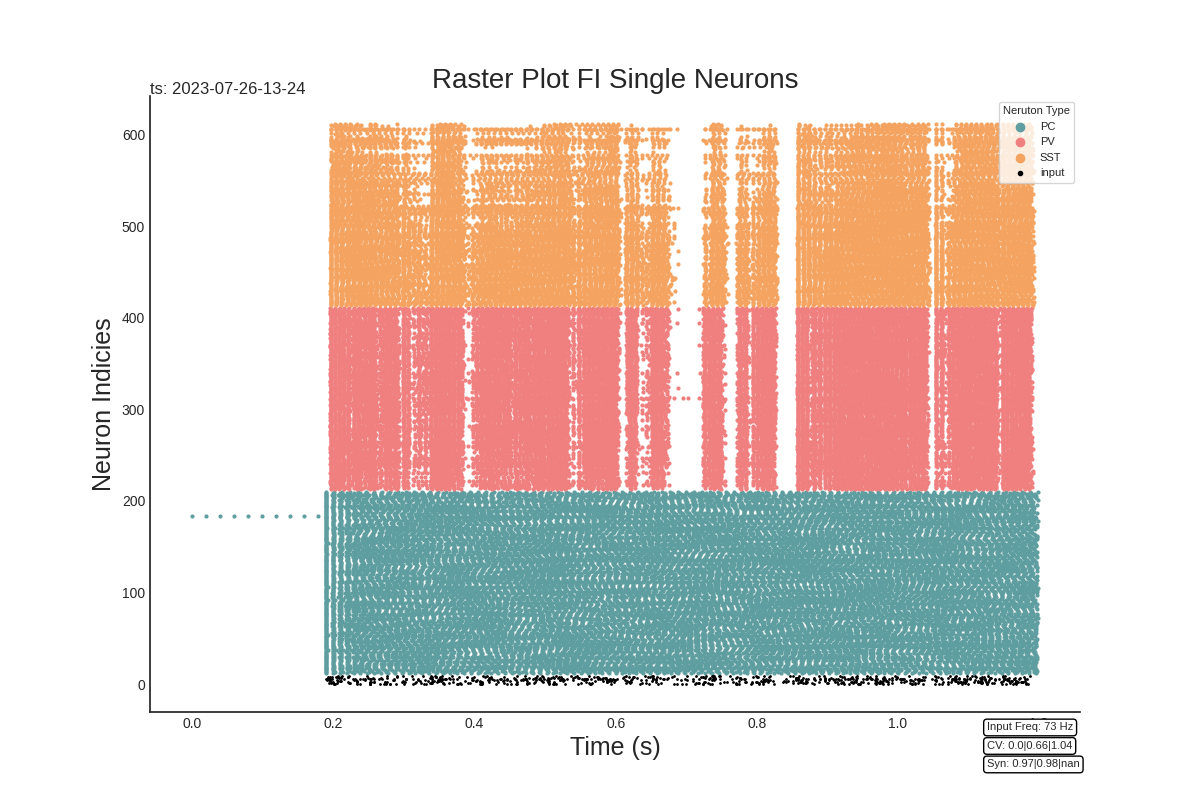 Raster Plot FI Single Neurons
ts: 2023-07-26-13-24
Neruton Type
PC
PV
SST
input
600
500
400
300
200
100
0
Neuron Indicies
0.0 0.2 0.4 0.6 0.8 1.0
Time (s)
Input Freq: 73 Hz
CV: 0.0|0.66|1.04
Syn: 0.97|0.98|nan